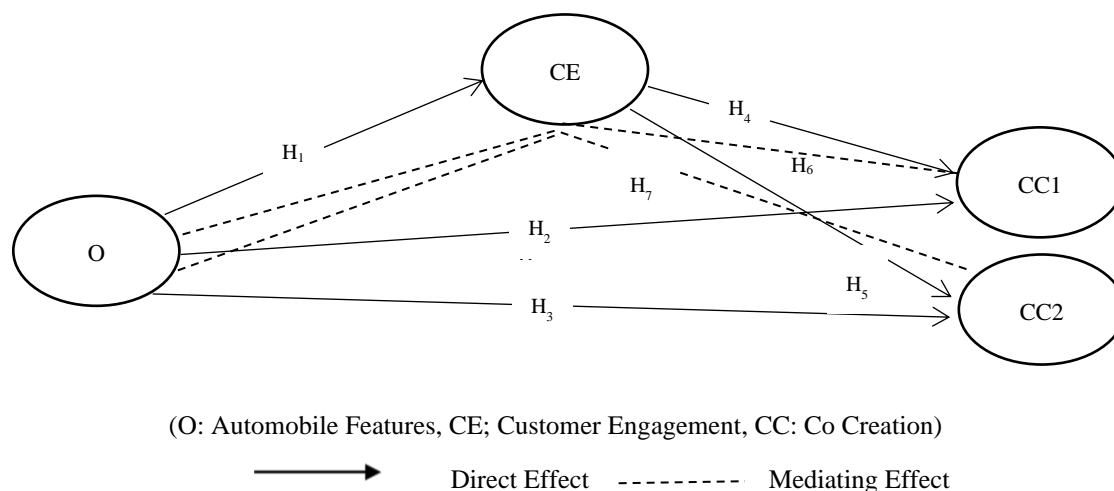 CE
H₄
H₁
H₆
CC1
H₇
H₂
O
H₅
H₃
CC2
(O: Automobile Features, CE; Customer Engagement, CC: Co Creation)
Direct Effect Mediating Effect